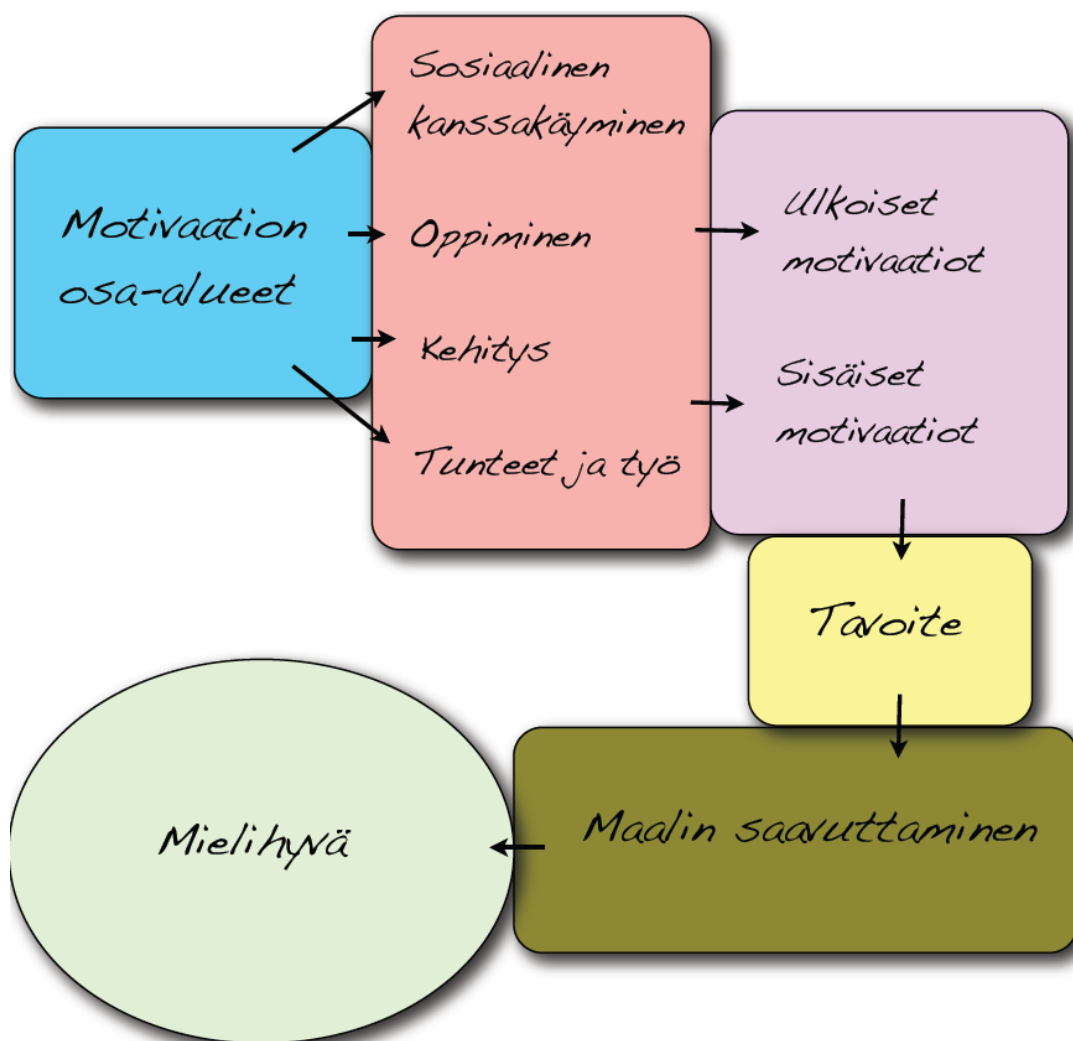 Motivaation
osa-alueet
Sosiaalinen
kanssakäyminen
Oppiminen
Kehitys
Tunteet ja työ
Ulkoiset
motivaatiot
Sisäiset
motivaatiot
Tavoite
Maalin saavuttaminen
Mielihyvä